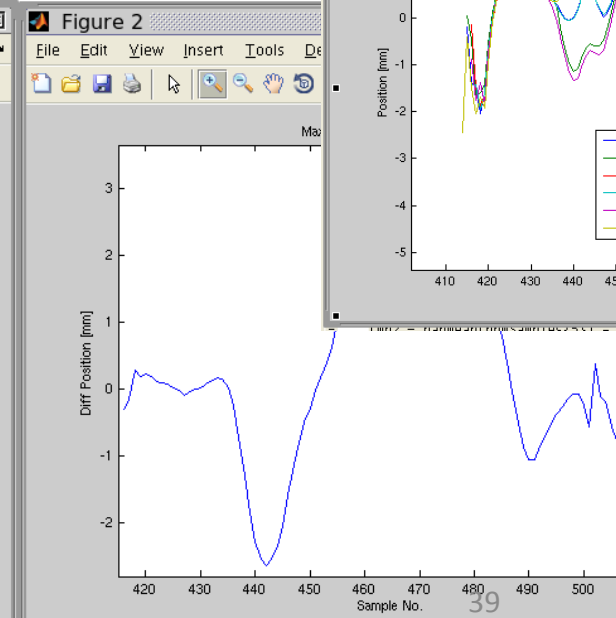 Figure 2
File Edit View Insert Tools De
Max
3
2
1
0
-1
-2
Diff Position [mm]
420 430 440 450 460 470 480 490 500
Sample No.
39
0
-1
-2
-3
-4
-5
Position [mm]
410 420 430 440 45